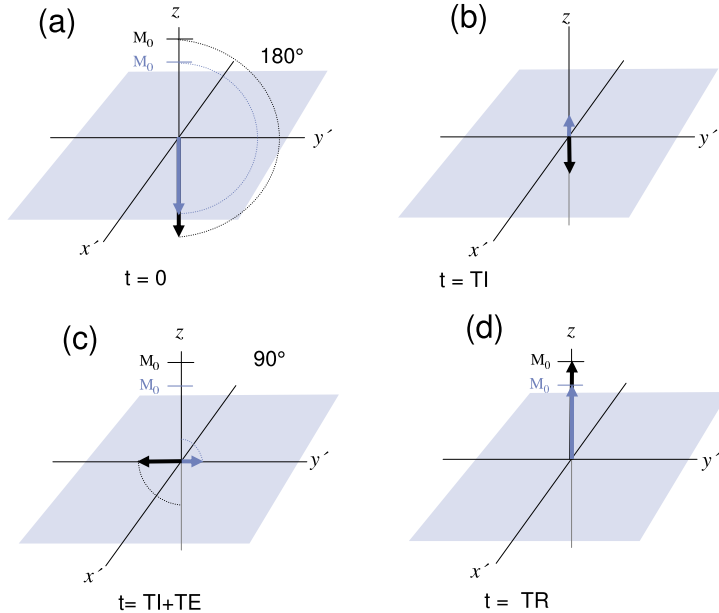 (a)
z
M₀
M₀
180°
y´
x´
t = 0
(b)
z
y´
x´
t = TI
(c)
z
M₀
M₀
90°
y´
x´
t= TI+TE
(d)
z
M₀
M₀
y´
x´
t = TR